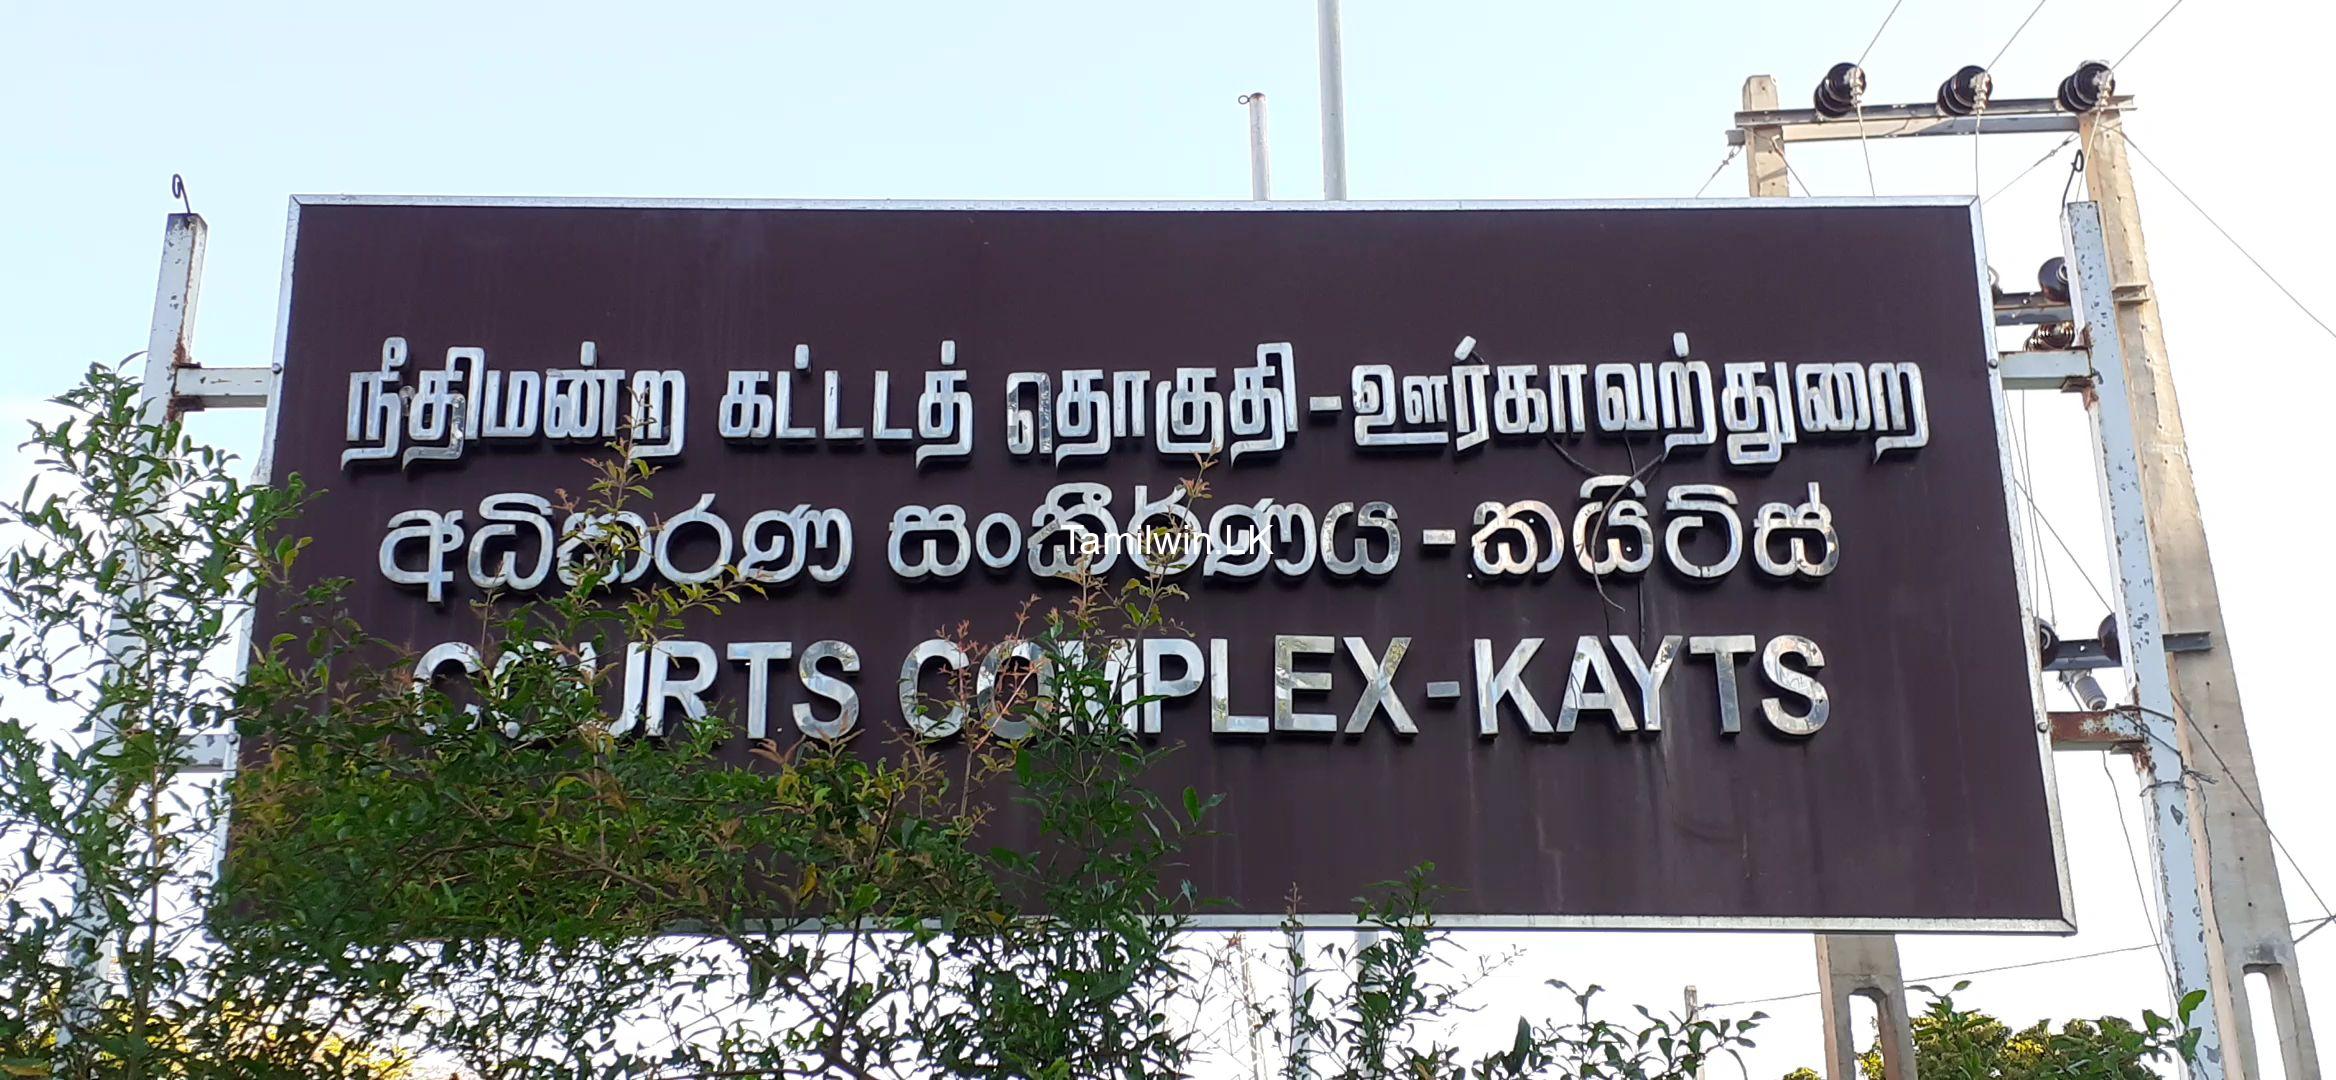 நீதிமன்ற கட்டடத் தொகுதி - ஊர்காவற்துறை
අධිකරණ සංකීර්ණය - කයිට්ස්
Tamilwin.LK
COURTS COMPLEX - KAYTS